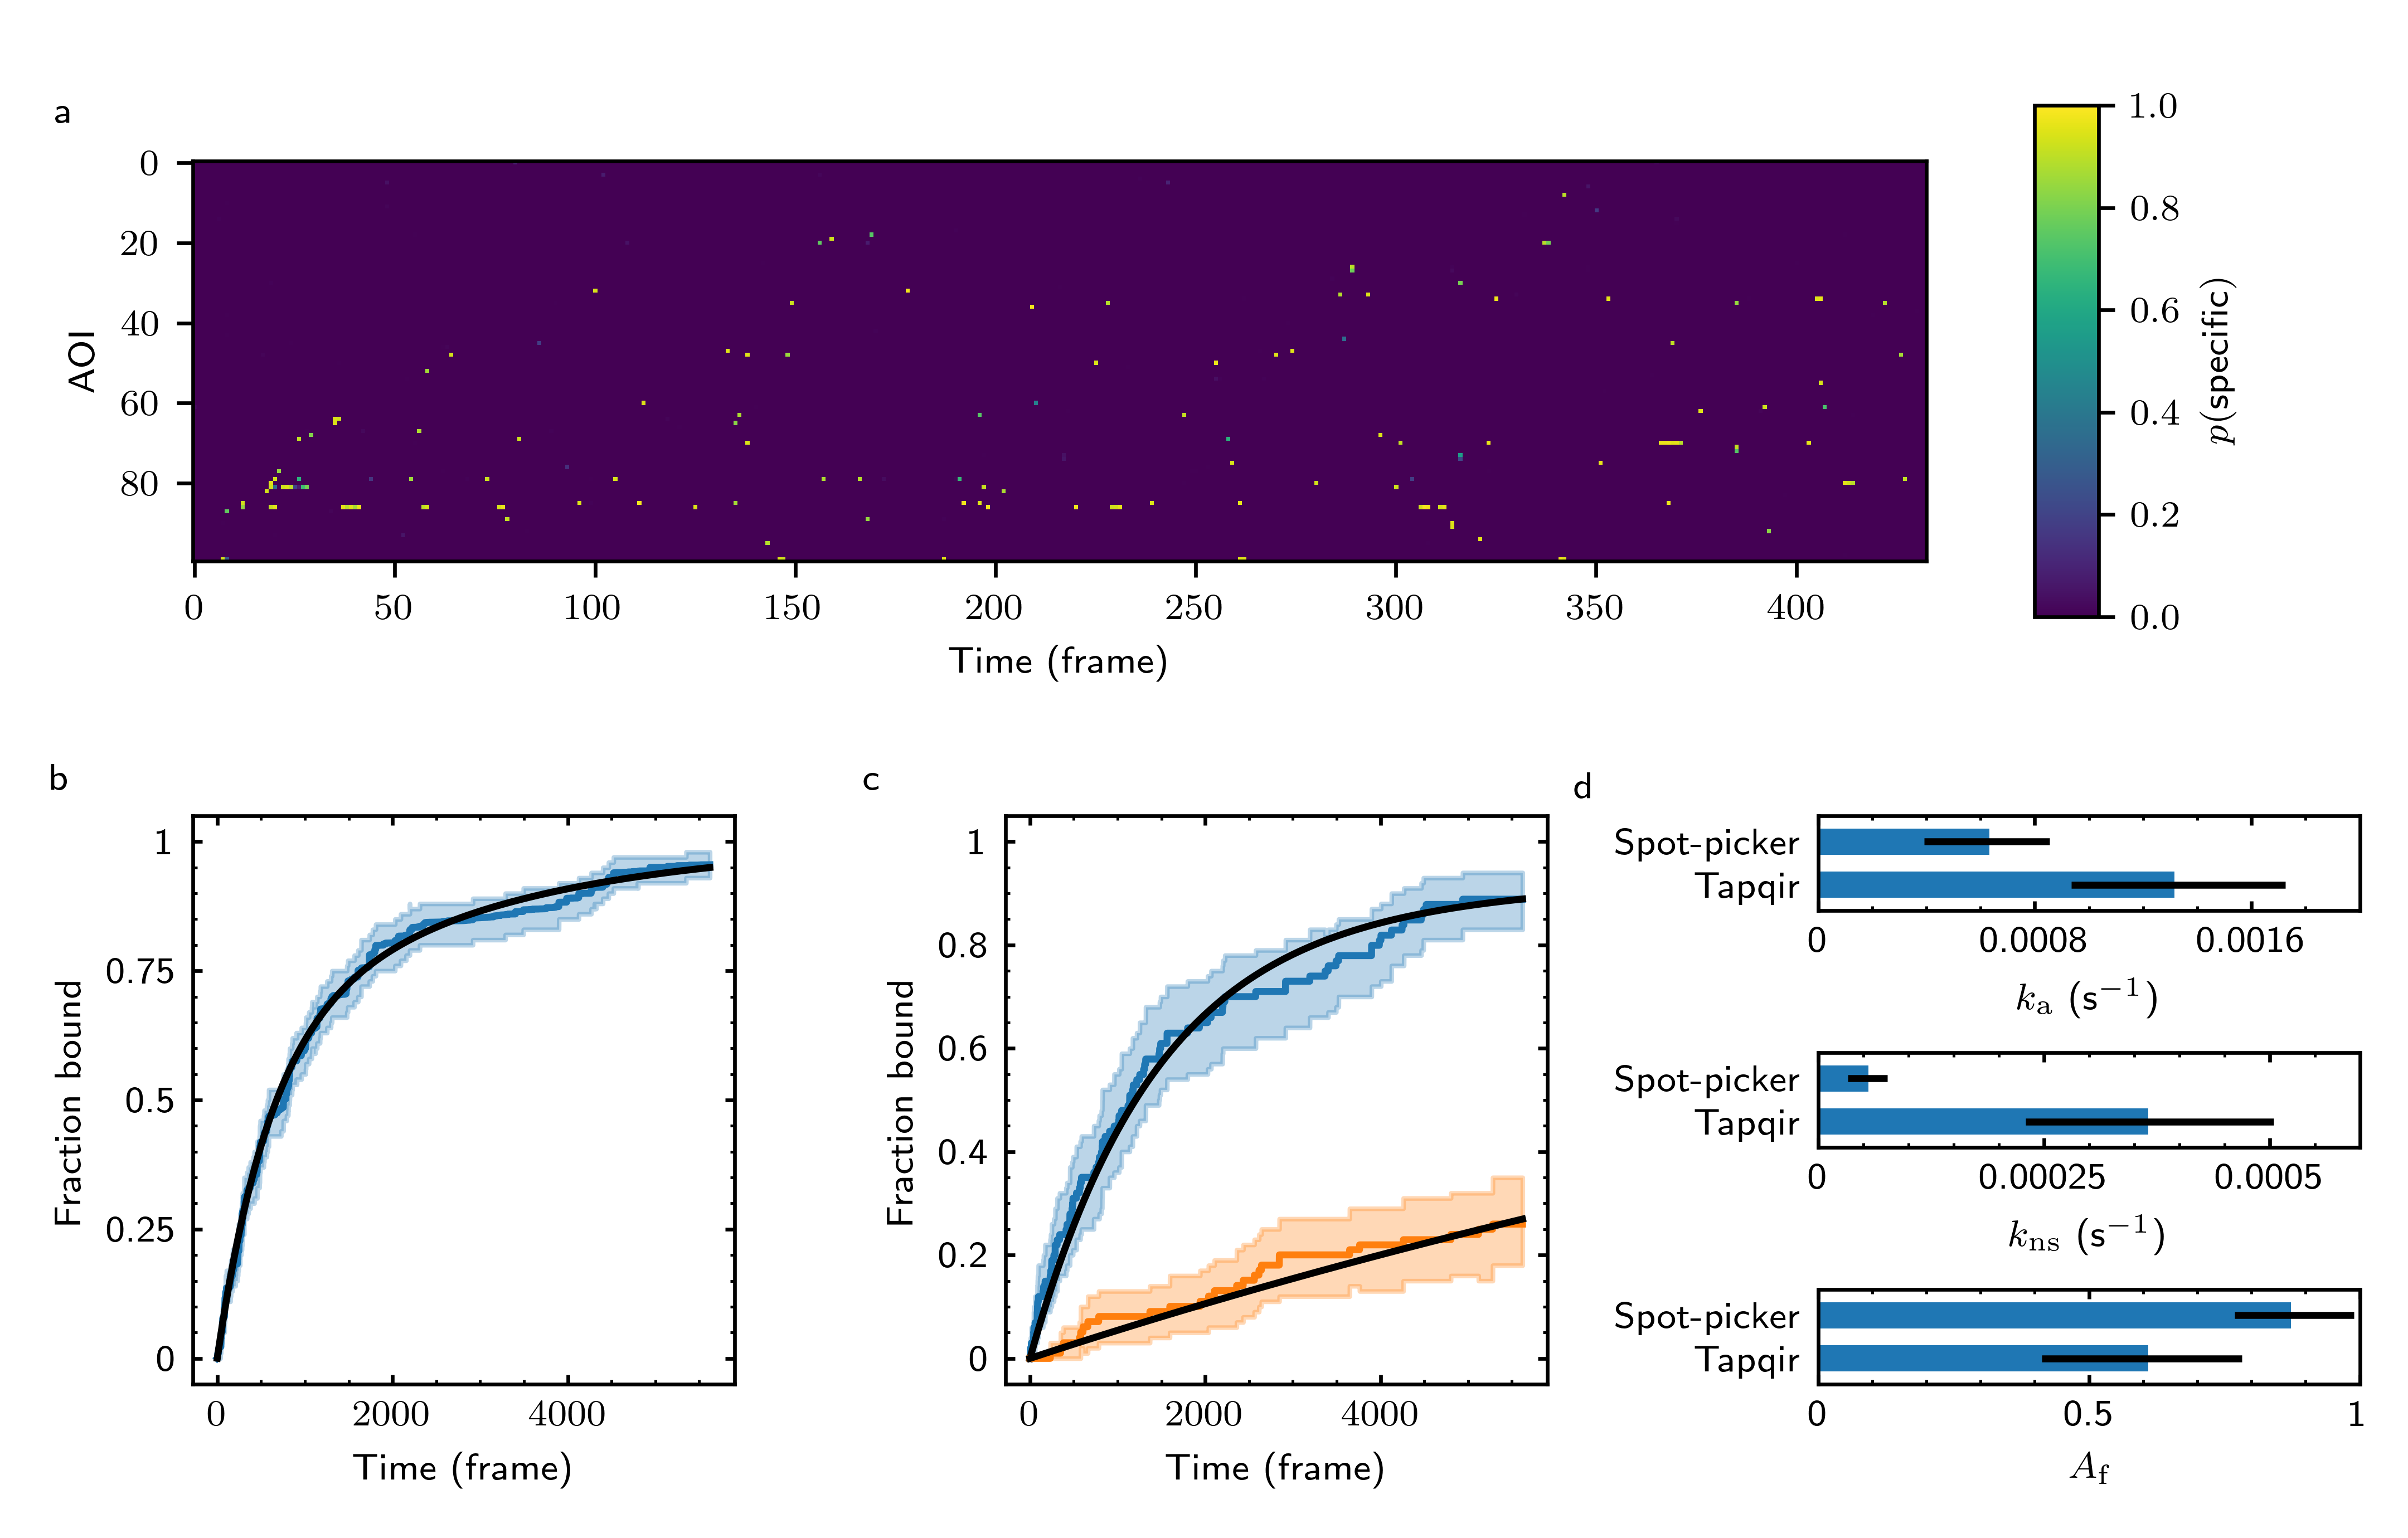 a
0
20
40
60
80
AOI
0 50 100 150 200 250 300 350 400
Time (frame)
1.0
0.8
0.6
0.4
0.2
0.0
p(specific)
b
1
0.75
0.5
0.25
0
Fraction bound
0 2000 4000
Time (frame)
c
1
0.8
0.6
0.4
0.2
0
Fraction bound
0 2000 4000
Time (frame)
d
Spot-picker
Tapqir
0 0.0008 0.0016
kₐ (s⁻¹)
Spot-picker
Tapqir
0 0.00025 0.0005
kₙₛ (s⁻¹)
Spot-picker
Tapqir
0 0.5 1
A_f